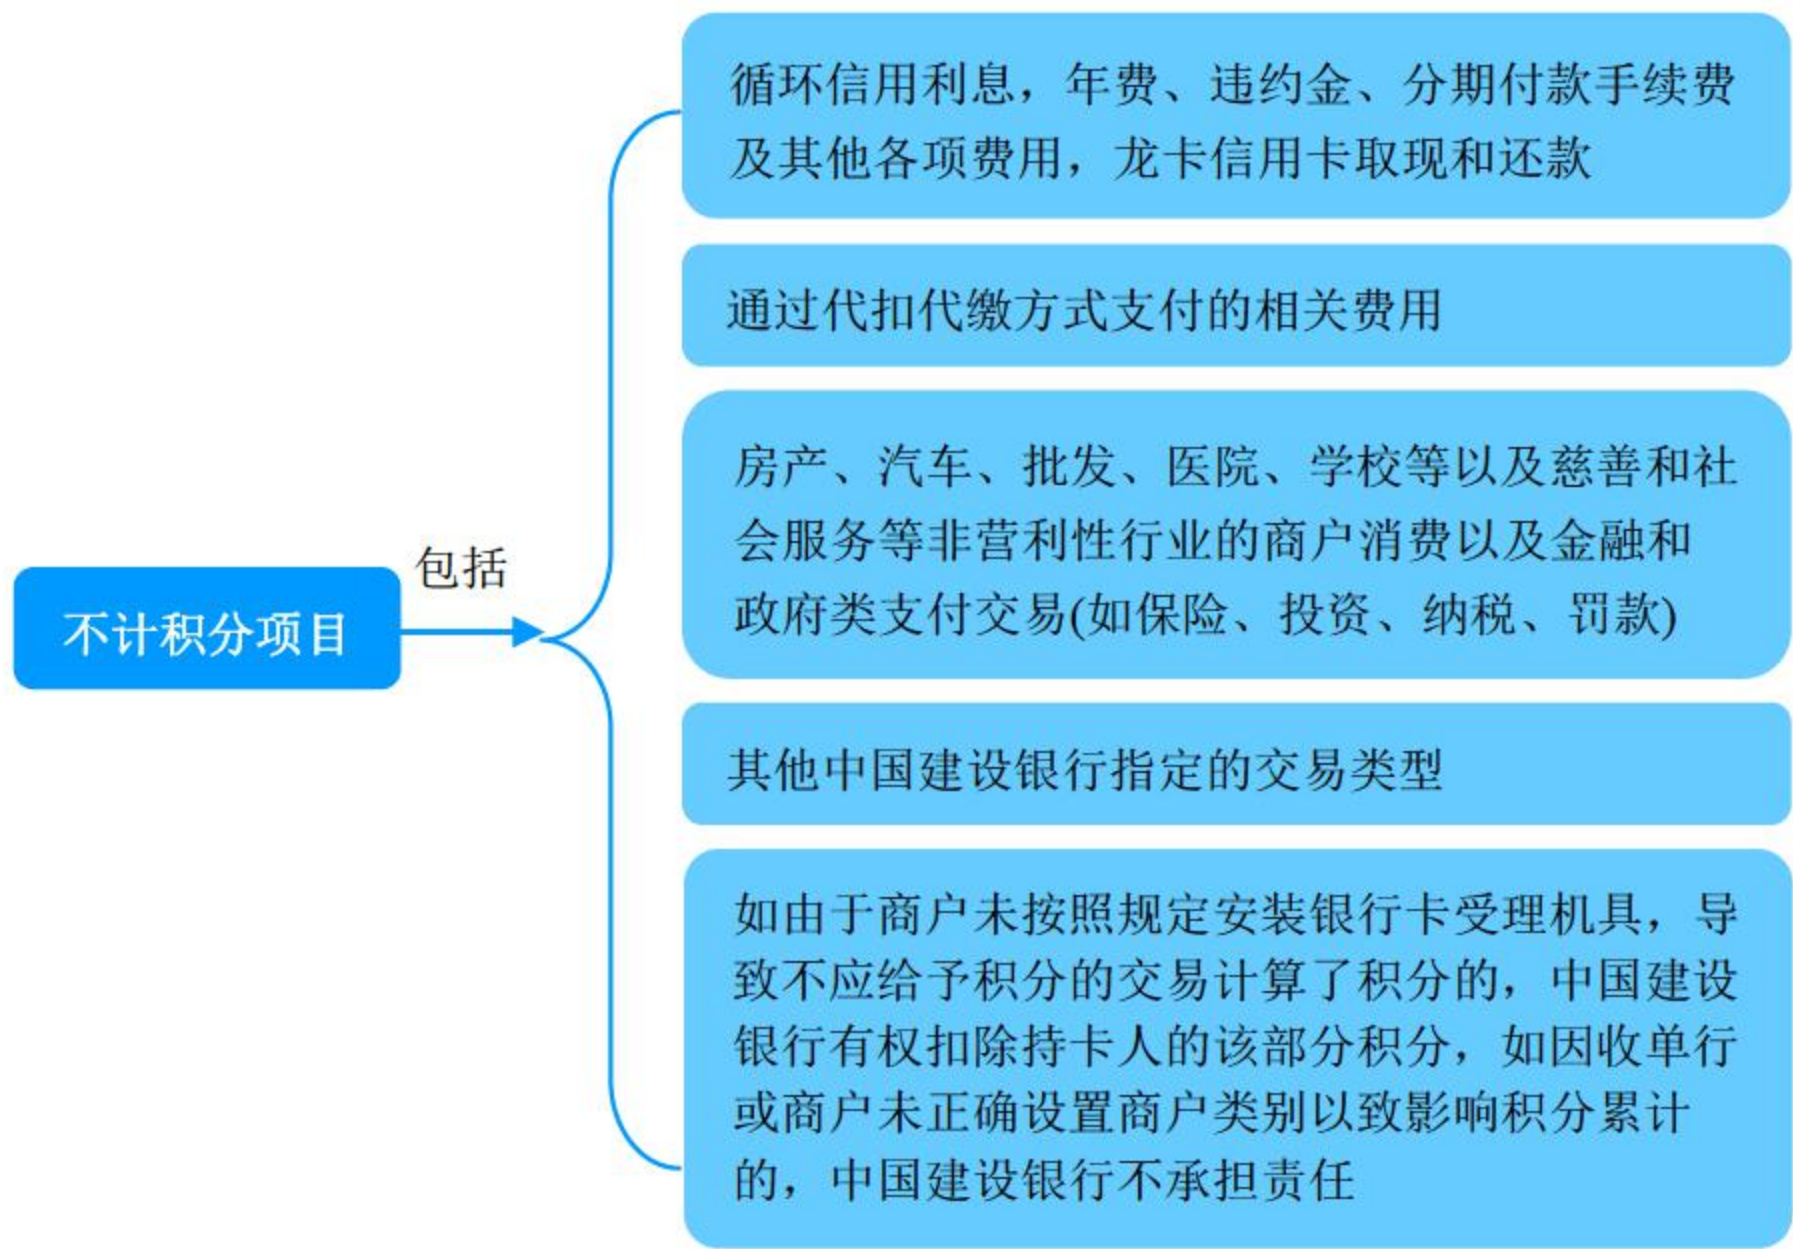 循环信用利息，年费、违约金、分期付款手续费
及其他各项费用，龙卡信用卡取现和还款
通过代扣代缴方式支付的相关费用
房产、汽车、批发、医院、学校等以及慈善和社
会服务等非营利性行业的商户消费以及金融和
政府类支付交易(如保险、投资、纳税、罚款)
包括
不计积分项目
其他中国建设银行指定的交易类型
如由于商户未按照规定安装银行卡受理机具，导
致不应给予积分的交易计算了积分的，中国建设
银行有权扣除持卡人的该部分积分，如因收单行
或商户未正确设置商户类别以致影响积分累计
的，中国建设银行不承担责任